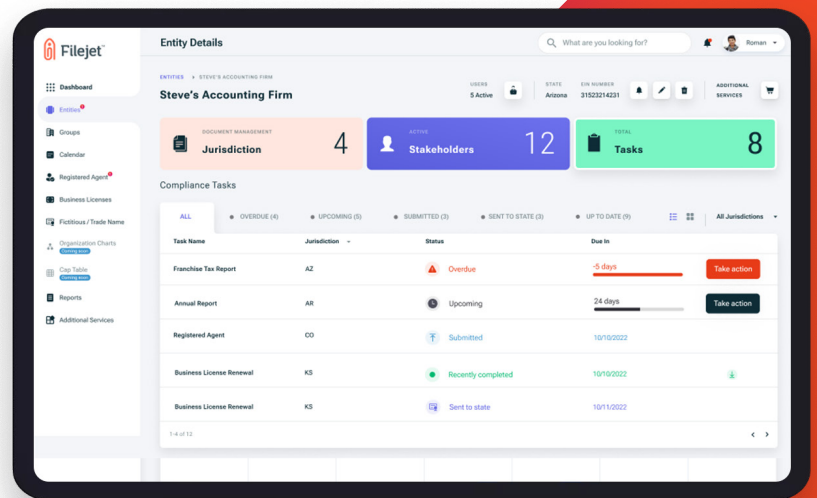 Filejet™
Entity Details
What are you looking for?
Roman
Dashboard
Entities
Groups
Calendar
Registered Agent
Business Licenses
Fictitious / Trade Name
Organization Charts
Coming soon
Cap Table
Coming soon
Reports
Additional Services
ENTITIES > STEVE'S ACCOUNTING FIRM
Steve's Accounting Firm
USERS
5 Active
STATE
Arizona
EIN NUMBER
31523214231
ADDITIONAL
SERVICES
DOCUMENT MANAGEMENT
Jurisdiction
4
ACTIVE
Stakeholders
12
TOTAL
Tasks
8
Compliance Tasks
ALL
OVERDUE (4)
UPCOMING (5)
SUBMITTED (3)
SENT TO STATE (3)
UP TO DATE (9)
All Jurisdictions
Task Name Jurisdiction Status Due In
Franchise Tax Report AZ Overdue -5 days Take action
Annual Report AR Upcoming 24 days Take action
Registered Agent CO Submitted 10/10/2022
Business License Renewal KS Recently completed 10/10/2022
Business License Renewal KS Sent to state 10/11/2022
1-4 of 12